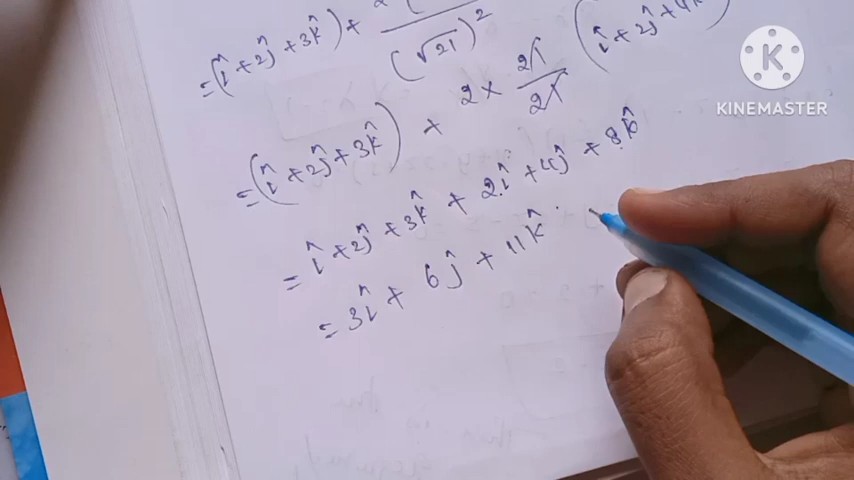 = (î + 2ĵ + 3k̂) + 2 (
(√21)²
(î + 2ĵ + 4k̂)
= (î + 2ĵ + 3k̂) + 2 × 21/21
= î + 2ĵ + 3k̂ + 2î + 4ĵ + 8k̂
= 3î + 6ĵ + 11k̂
KINEMASTER